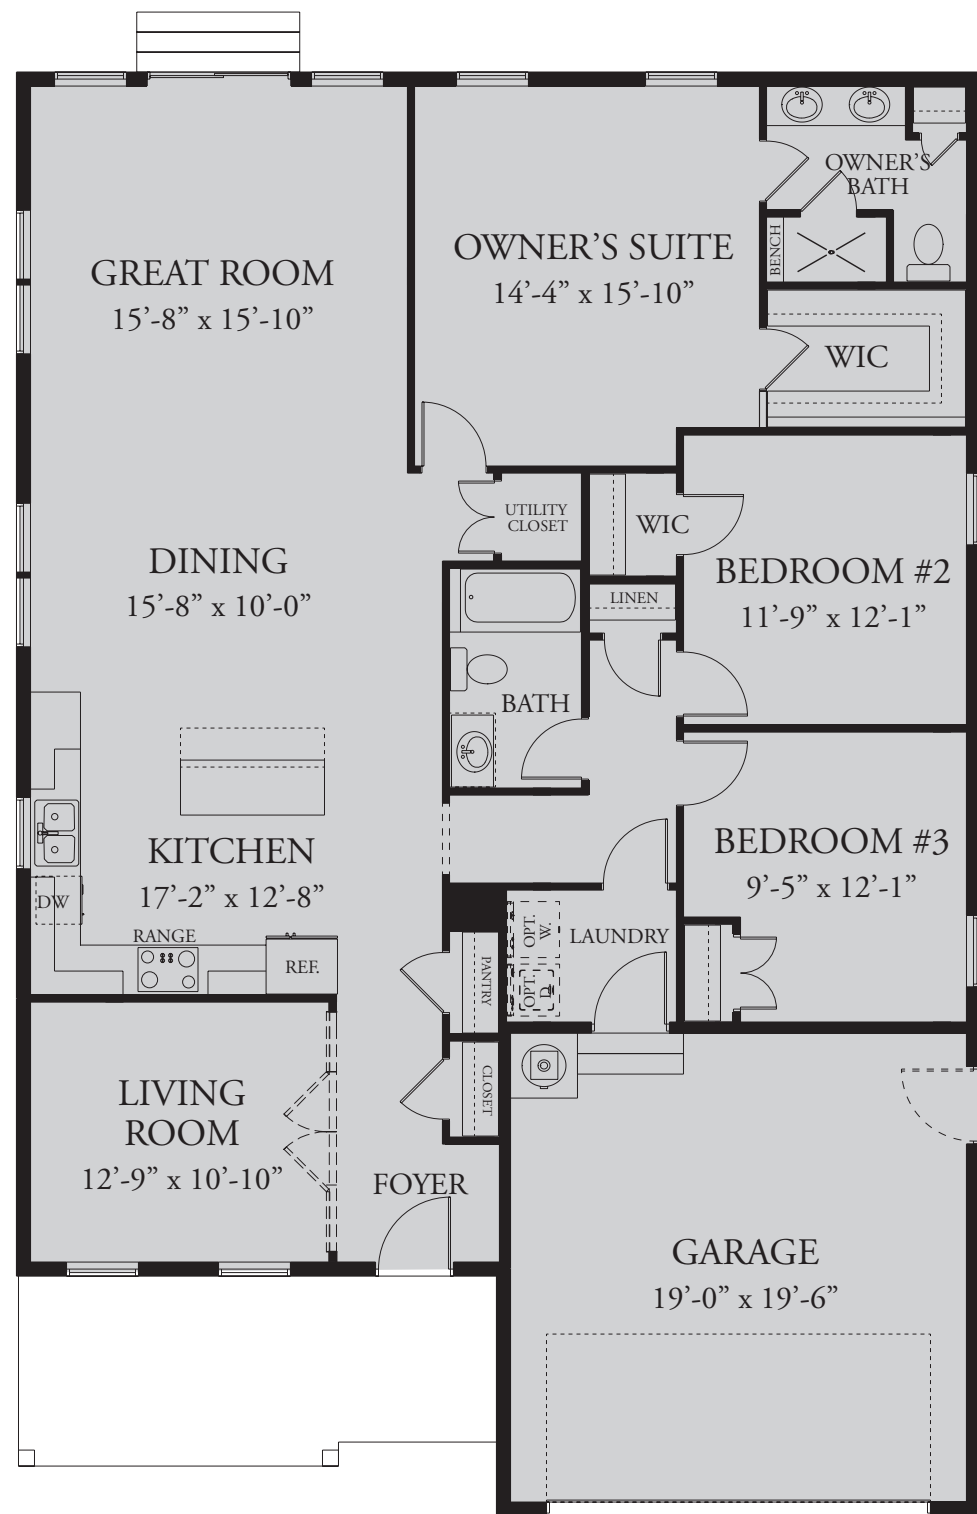 OWNER'S
BATH
BENCH
GREAT ROOM
15’-8” x 15’-10”
OWNER’S SUITE
14’-4” x 15’-10”
WIC
UTILITY
CLOSET
WIC
DINING
15’-8” x 10’-0”
BEDROOM #2
11’-9” x 12’-1”
LINEN
BATH
KITCHEN
17’-2” x 12’-8”
BEDROOM #3
9’-5” x 12’-1”
DW
RANGE
REF.
OPT.
W.
LAUNDRY
PANTRY
OPT.
D.
LIVING
ROOM
12’-9” x 10’-10”
CLOSET
FOYER
GARAGE
19’-0” x 19’-6”